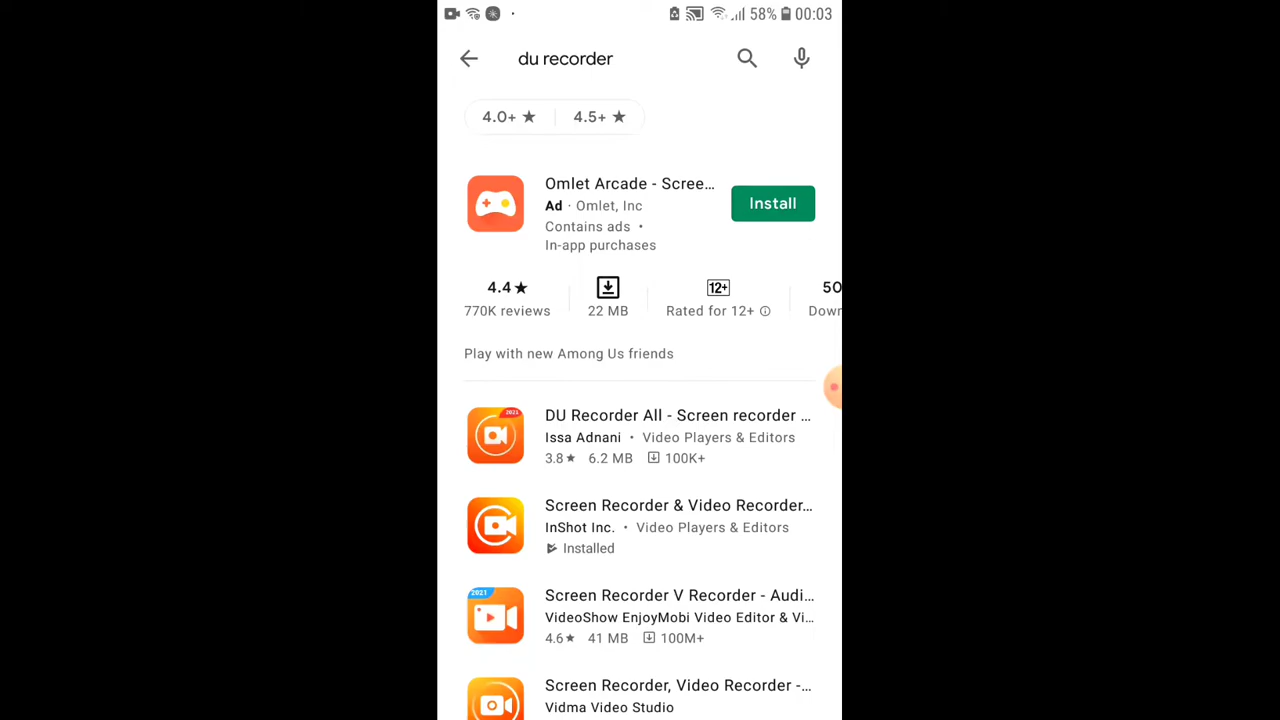 58% 00:03
du recorder
4.0+ ★ 4.5+ ★
Omlet Arcade - Scree...
Ad · Omlet, Inc
Contains ads •
In-app purchases
Install
4.4★ 12+ 50
770K reviews 22 MB Rated for 12+ Down
Play with new Among Us friends
2021
DU Recorder All - Screen recorder ...
Issa Adnani • Video Players & Editors
3.8★ 6.2 MB 100K+
Screen Recorder & Video Recorder...
InShot Inc. • Video Players & Editors
Installed
2021
Screen Recorder V Recorder - Audi...
VideoShow EnjoyMobi Video Editor & Vi...
4.6★ 41 MB 100M+
Screen Recorder, Video Recorder -...
Vidma Video Studio